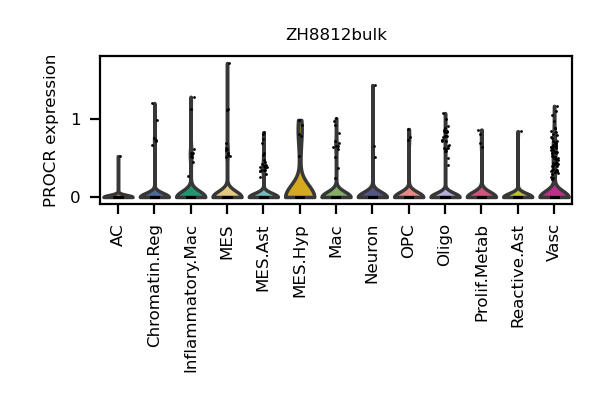 ZH8812bulk
PROCR expression
1
0
AC
Chromatin.Reg
Inflammatory.Mac
MES
MES.Ast
MES.Hyp
Mac
Neuron
OPC
Oligo
Prolif.Metab
Reactive.Ast
Vasc